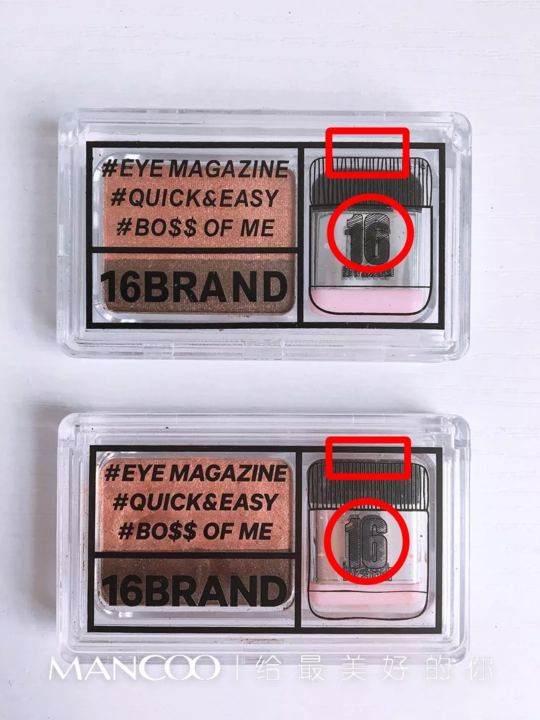 #EYE MAGAZINE
#QUICK&EASY
#BO$$ OF ME
16BRAND
16
#EYE MAGAZINE
#QUICK&EASY
#BO$$ OF ME
16BRAND
16
MANCOO | 给最美好的你